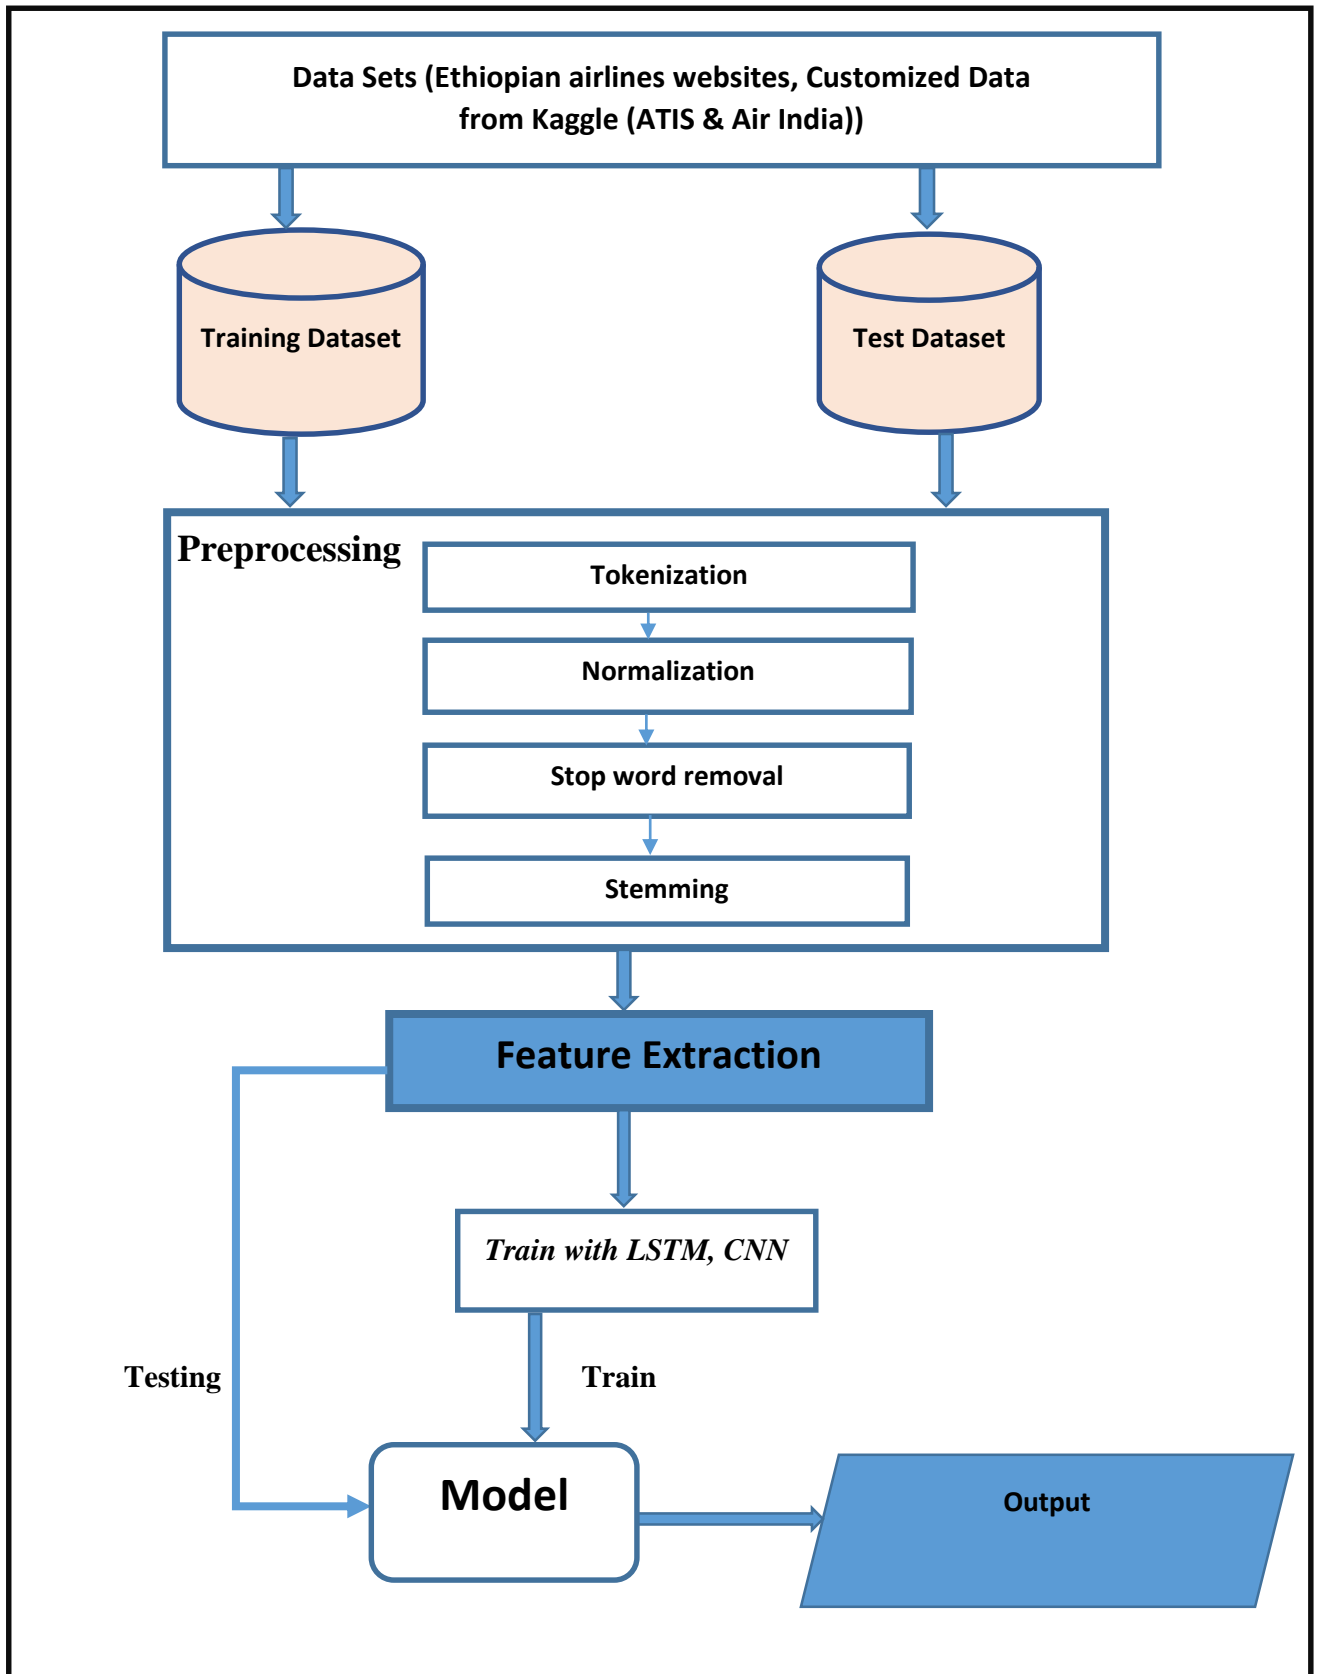 Data Sets (Ethiopian airlines websites, Customized Data
from Kaggle (ATIS & Air India))
Training Dataset
Test Dataset
Preprocessing
Tokenization
Normalization
Stop word removal
Stemming
Feature Extraction
Train with LSTM, CNN
Testing
Train
Model
Output